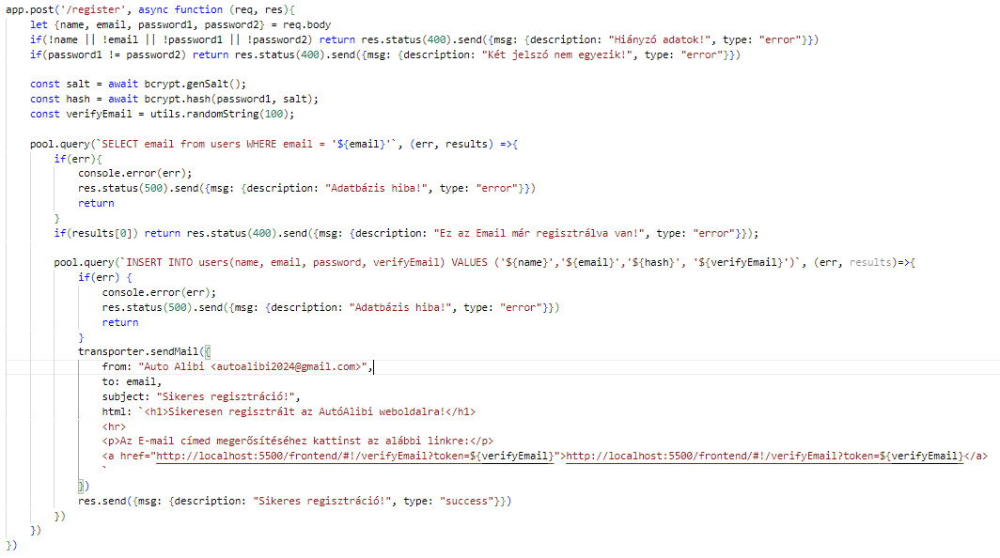 app.post('/register', async function (req, res){
    let {name, email, password1, password2} = req.body
    if(!name || !email || !password1 || !password2) return res.status(400).send({msg: {description: "Hiányzó adatok!", type: "error"}})
    if(password1 != password2) return res.status(400).send({msg: {description: "Két jelszó nem egyezik!", type: "error"}})

    const salt = await bcrypt.genSalt();
    const hash = await bcrypt.hash(password1, salt);
    const verifyEmail = utils.randomString(100);

    pool.query(`SELECT email from users WHERE email = '${email}'`, (err, results) =>{
        if(err){
            console.error(err);
            res.status(500).send({msg: {description: "Adatbázis hiba!", type: "error"}})
            return
        }
        if(results[0]) return res.status(400).send({msg: {description: "Ez az Email már regisztrálva van!", type: "error"}});

        pool.query(`INSERT INTO users(name, email, password, verifyEmail) VALUES ('${name}','${email}','${hash}', '${verifyEmail}')`, (err, results)=>{
            if(err) {
                console.error(err);
                res.status(500).send({msg: {description: "Adatbázis hiba!", type: "error"}})
                return
            }
            transporter.sendMail({
                from: "Auto Alibi <autoalibi2024@gmail.com>",
                to: email,
                subject: "Sikeres regisztráció!",
                html: `<h1>Sikeresen regisztrált az AutóAlibi weboldalra!</h1>
                <hr>
                <p>Az E-mail címed megerősítéséhez kattinst az alábbi linkre:</p>
                <a href="http://localhost:5500/frontend/#!/verifyEmail?token=${verifyEmail}">http://localhost:5500/frontend/#!/verifyEmail?token=${verifyEmail}</a>
                `
            })
            res.send({msg: {description: "Sikeres regisztráció!", type: "success"}})
        })
    })
})